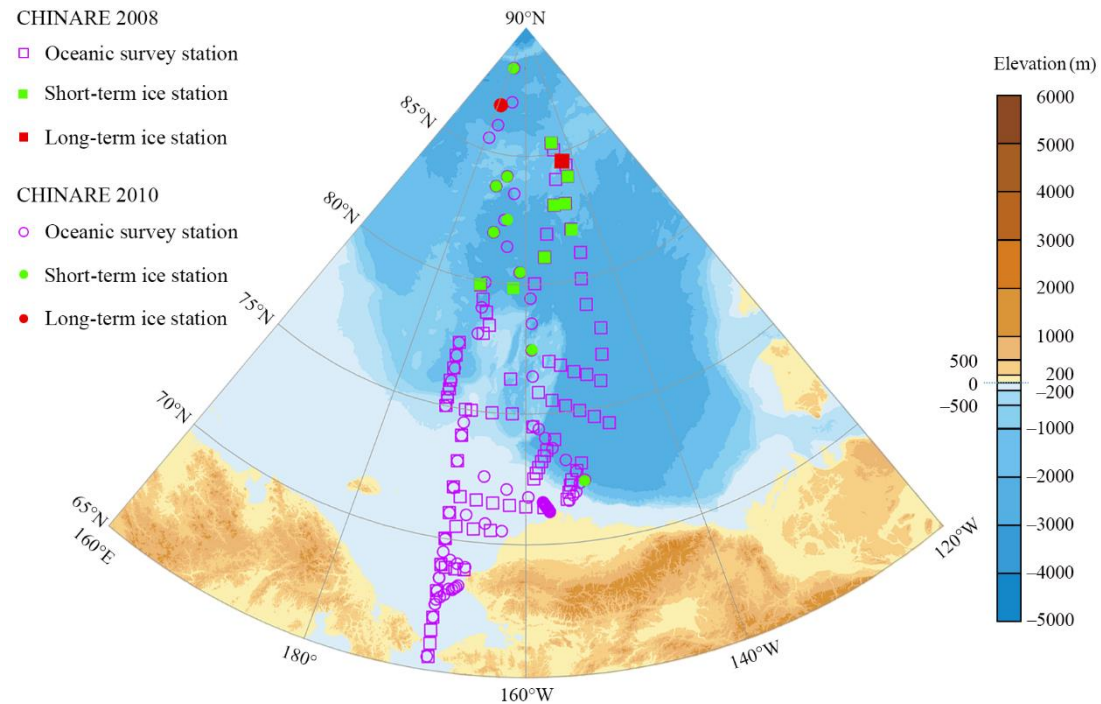 CHINARE 2008
Oceanic survey station
Short-term ice station
Long-term ice station
CHINARE 2010
Oceanic survey station
Short-term ice station
Long-term ice station
90°N
85°N
80°N
75°N
70°N
65°N
160°E
180°
160°W
140°W
120°W
Elevation (m)
6000
5000
4000
3000
2000
1000
500
200
0
–200
–500
–1000
–2000
–3000
–4000
–5000